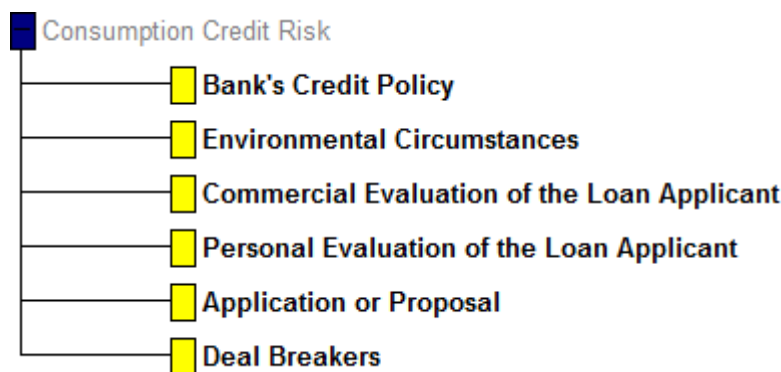 Consumption Credit Risk
Bank's Credit Policy
Environmental Circumstances
Commercial Evaluation of the Loan Applicant
Personal Evaluation of the Loan Applicant
Application or Proposal
Deal Breakers